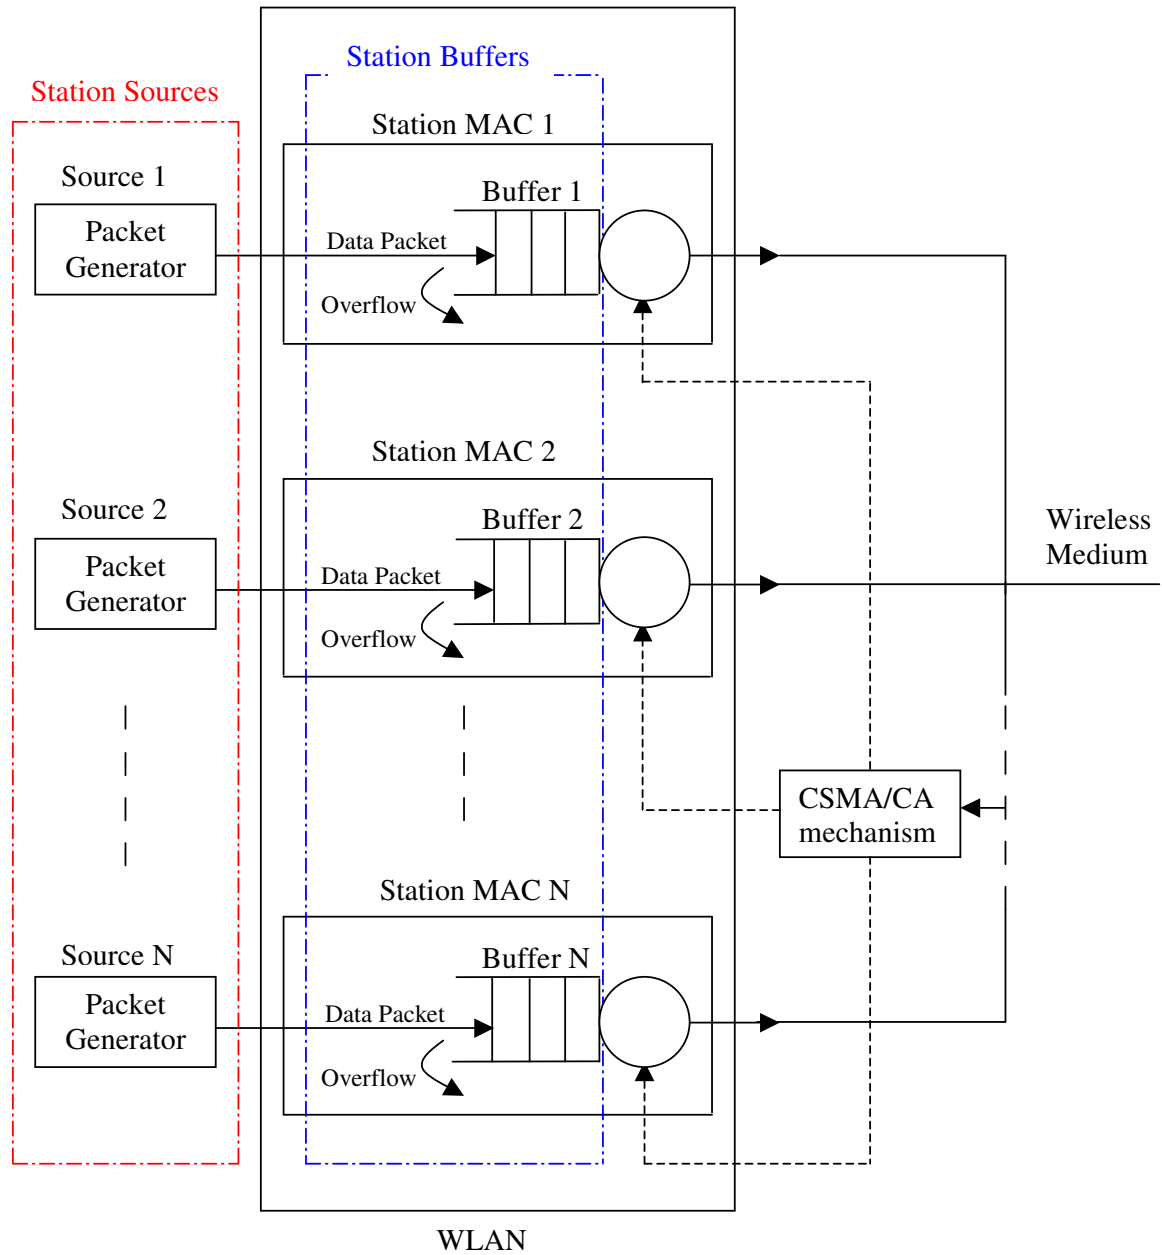 Station Buffers
Station Sources
Station MAC 1
Source 1
Buffer 1
Packet
Generator
Data Packet
Overflow
Station MAC 2
Source 2
Buffer 2
Packet
Generator
Data Packet
Overflow
Wireless
Medium
CSMA/CA
mechanism
Station MAC N
Source N
Buffer N
Packet
Generator
Data Packet
Overflow
WLAN